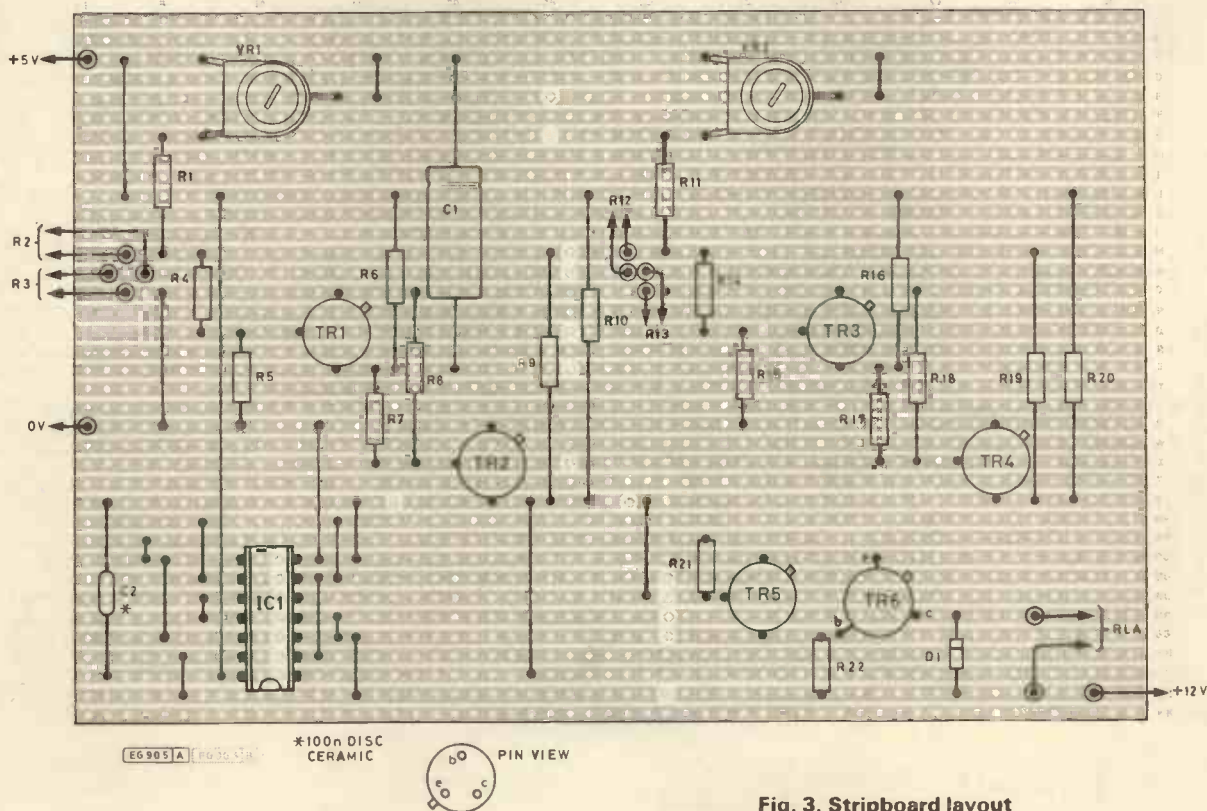 +5V
VR1
R1
R11
C1
R12
R2
R3
R4
R6
R16
TR1
R10
R13
TR3
R5
R8
R9
R18
R19
R20
R7
R17
0V
TR2
TR4
R21
IC1
TR5
TR6
*
b
c
RLA
R22
D1
+12V
EG905 A
*100n DISC
CERAMIC
PIN VIEW
b
e
c
Fig. 3. Stripboard layout